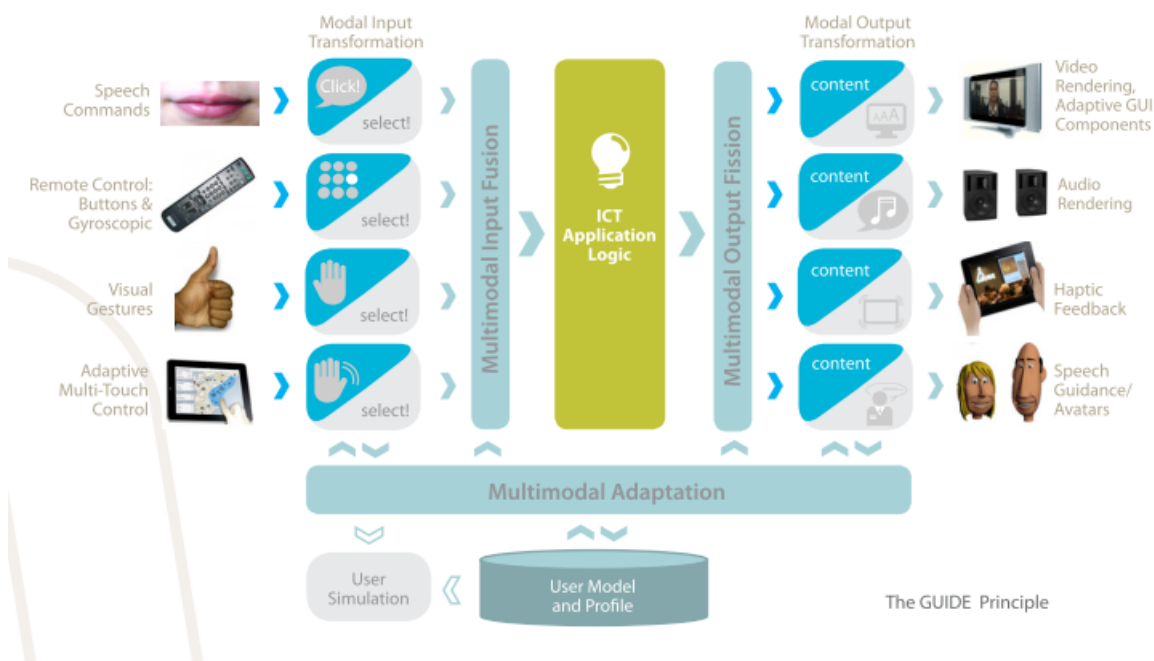 Modal Input
Transformation
Modal Output
Transformation
Speech
Commands
Click!
select!
content
AAA
Video
Rendering,
Adaptive GUI
Components
Remote Control:
Buttons &
Gyroscopic
select!
content
Audio
Rendering
Visual
Gestures
select!
content
Haptic
Feedback
Adaptive
Multi-Touch
Control
select!
content
Speech
Guidance/
Avatars
Multimodal Input Fusion
ICT
Application
Logic
Multimodal Output Fission
Multimodal Adaptation
User
Simulation
User Model
and Profile
The GUIDE Principle